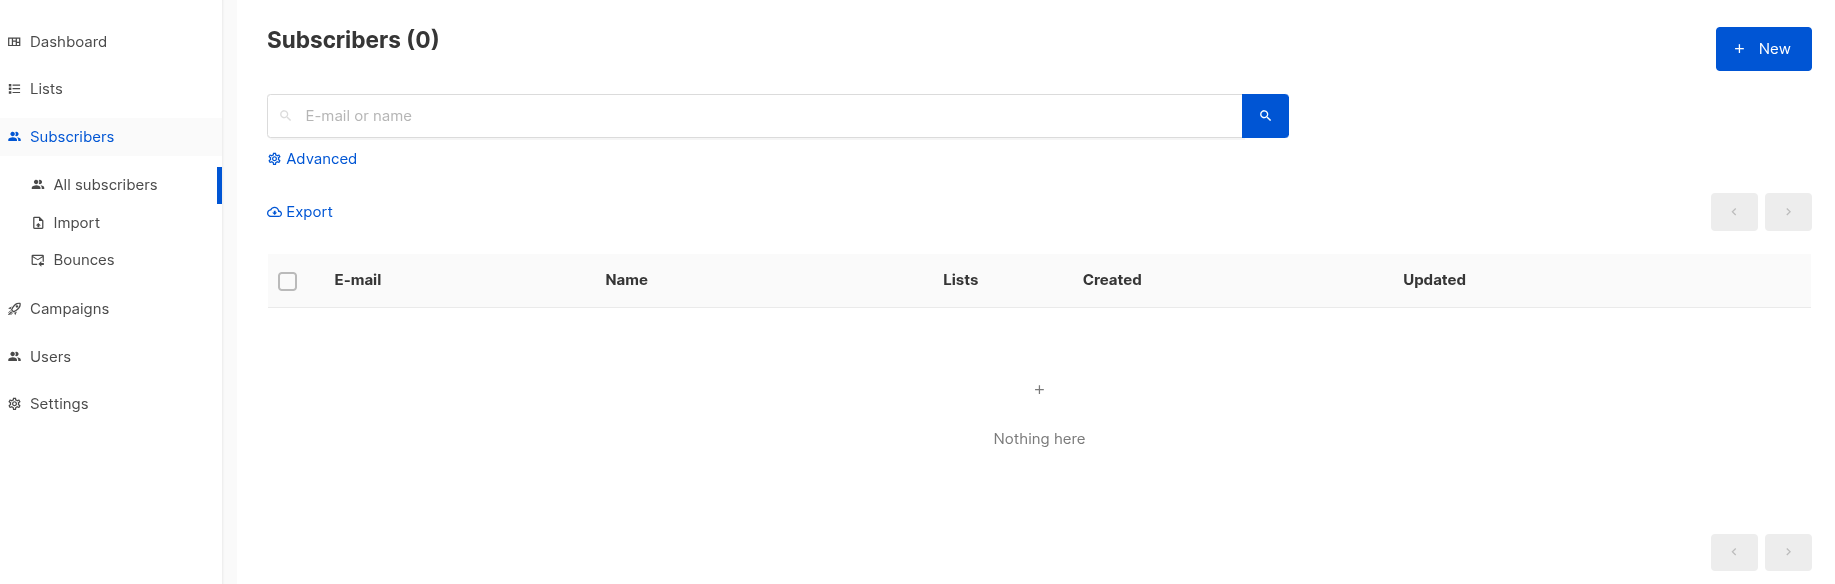 Dashboard
Lists
Subscribers
All subscribers
Import
Bounces
Campaigns
Users
Settings
Subscribers (0)
+ New
E-mail or name
Advanced
Export
E-mail Name Lists Created Updated
+
Nothing here